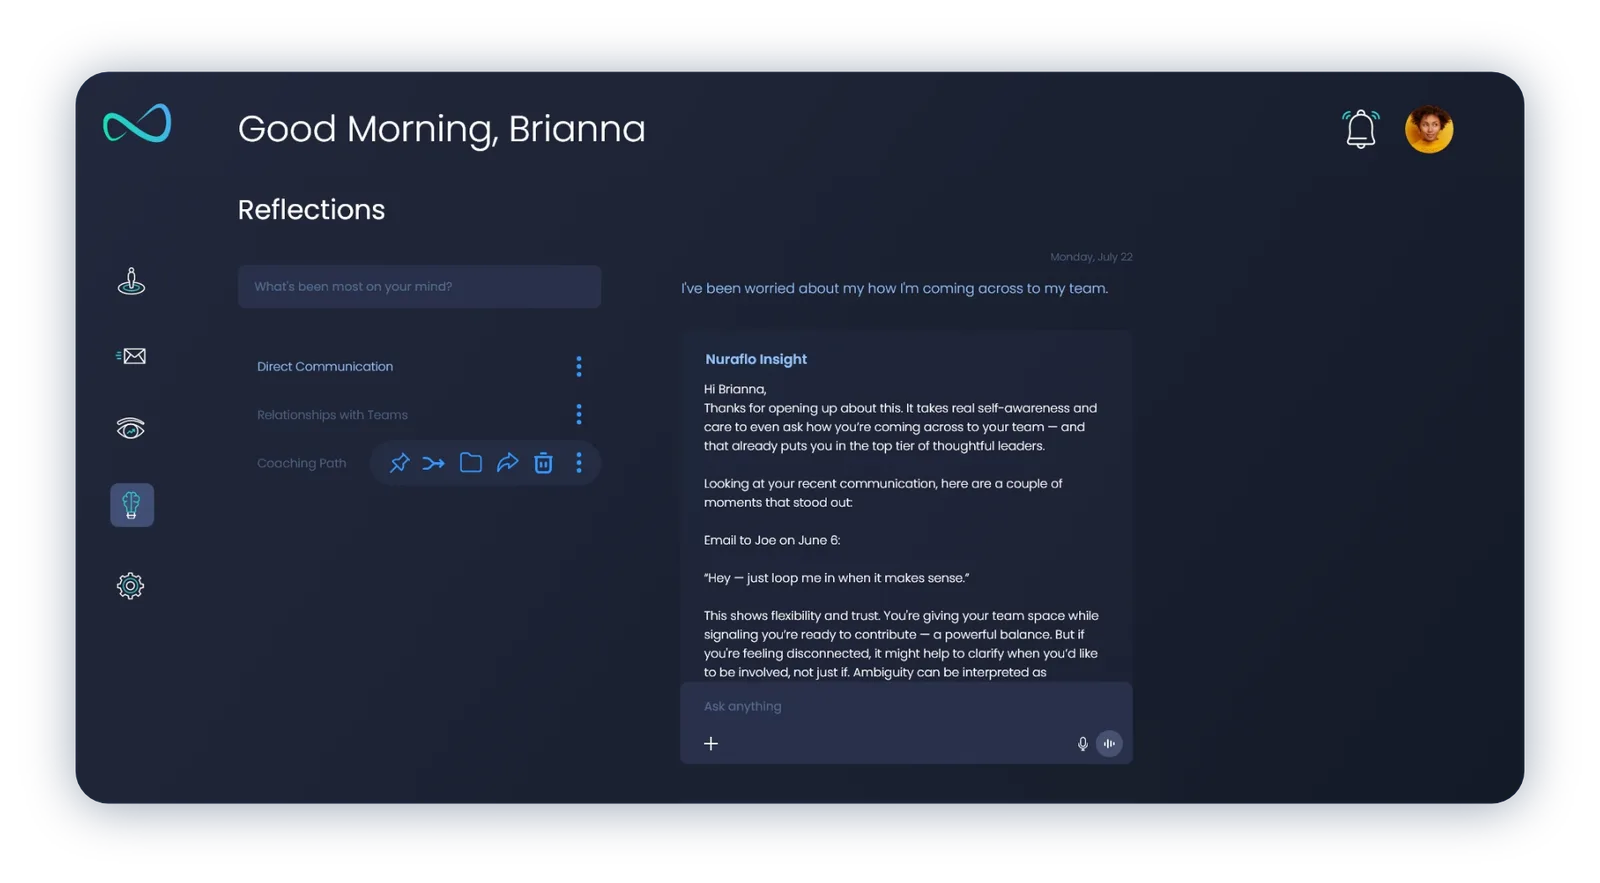 Good Morning, Brianna
Reflections
What's been most on your mind?
Direct Communication
Relationships with Teams
Coaching Path
Monday, July 22
I've been worried about my how I'm coming across to my team.
Nuraflo Insight
Hi Brianna,
Thanks for opening up about this. It takes real self-awareness and
care to even ask how you're coming across to your team — and
that already puts you in the top tier of thoughtful leaders.
Looking at your recent communication, here are a couple of
moments that stood out:
Email to Joe on June 6:
“Hey — just loop me in when it makes sense.”
This shows flexibility and trust. You're giving your team space while
signaling you're ready to contribute — a powerful balance. But if
you're feeling disconnected, it might help to clarify when you'd like
to be involved, not just if. Ambiguity can be interpreted as
Ask anything